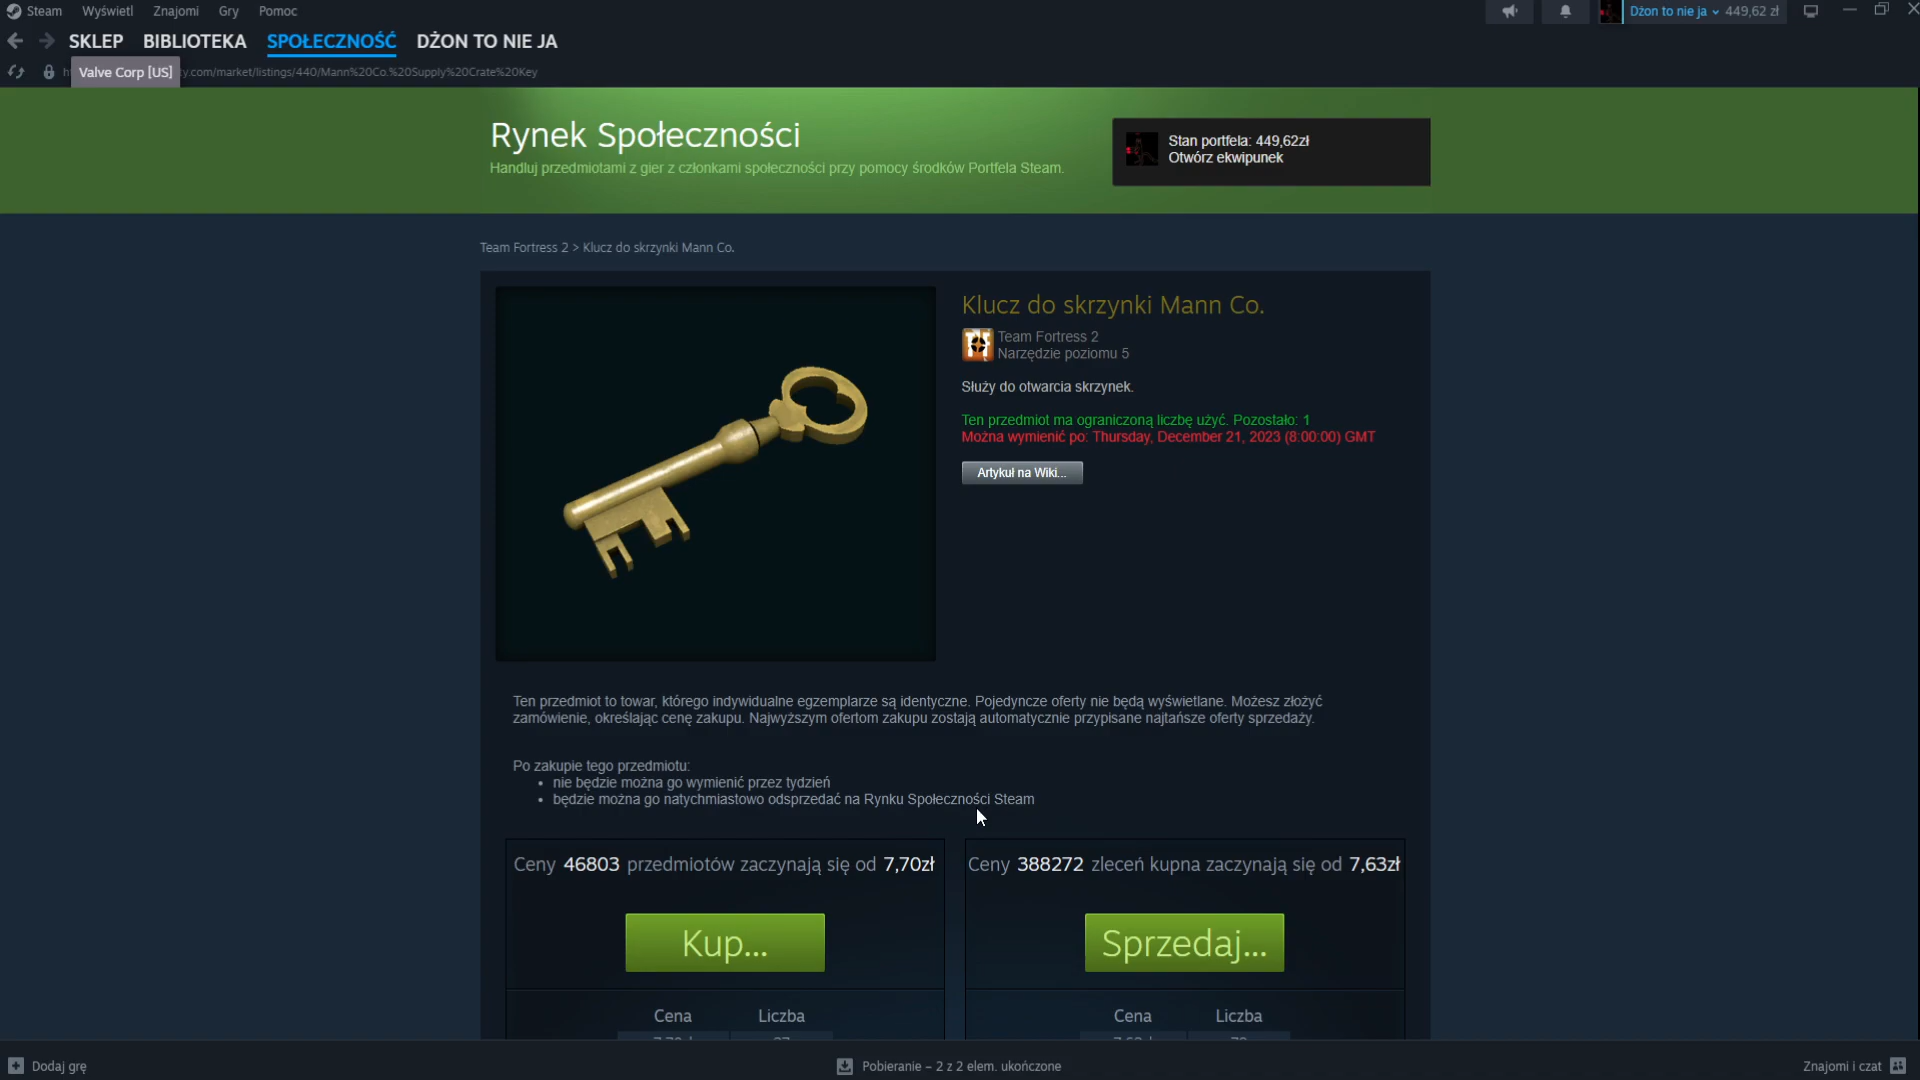 Steam Wyświetl Znajomi Gry Pomoc
Dżon to nie ja 449,62 zł
SKLEP BIBLIOTEKA SPOŁECZNOŚĆ DŻON TO NIE JA
Valve Corp [US] y.com/market/listings/440/Mann%20Co.%20Supply%20Crate%20Key
Rynek Społeczności
Handluj przedmiotami z gier z członkami społeczności przy pomocy środków Portfela Steam.
Stan portfela: 449,62zł
Otwórz ekwipunek
Team Fortress 2 > Klucz do skrzynki Mann Co.
Klucz do skrzynki Mann Co.
Team Fortress 2
Narzędzie poziomu 5
Służy do otwarcia skrzynek.
Ten przedmiot ma ograniczoną liczbę użyć. Pozostało: 1
Można wymienić po: Thursday, December 21, 2023 (8:00:00) GMT
Artykuł na Wiki...
Ten przedmiot to towar, którego indywidualne egzemplarze są identyczne. Pojedyncze oferty nie będą wyświetlane. Możesz złożyć
zamówienie, określając cenę zakupu. Najwyższym ofertom zakupu zostają automatycznie przypisane najtańsze oferty sprzedaży.
Po zakupie tego przedmiotu:
• nie będzie można go wymienić przez tydzień
• będzie można go natychmiastowo odsprzedać na Rynku Społeczności Steam
Ceny 46803 przedmiotów zaczynają się od 7,70zł
Kup...
Cena Liczba
Ceny 388272 zleceń kupna zaczynają się od 7,63zł
Sprzedaj...
Cena Liczba
Dodaj grę
Pobieranie – 2 z 2 elem. ukończone
Znajomi i czat